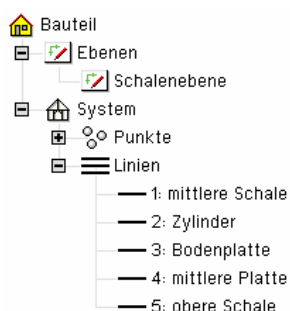 Bauteil
Ebenen
Schalenebene
System
Punkte
Linien
1: mittlere Schale
2: Zylinder
3: Bodenplatte
4: mittlere Platte
5: obere Schale